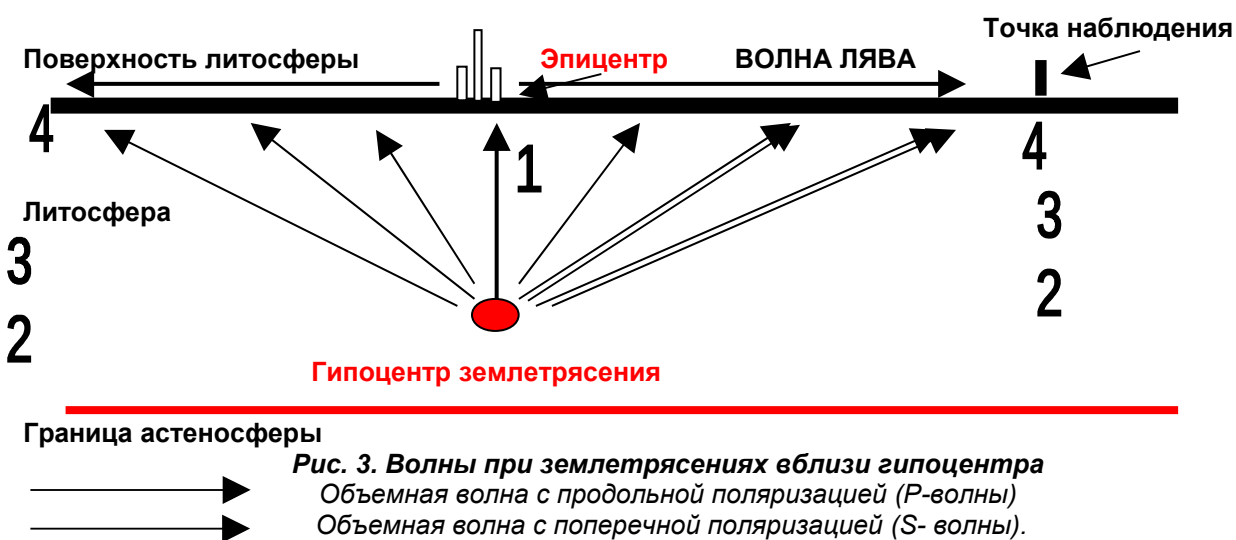 Точка наблюдения
Поверхность литосферы Эпицентр ВОЛНА ЛЯВА
4 1 4
Литосфера
3 3
2 2
Гипоцентр землетрясения
Граница астеносферы
Рис. 3. Волны при землетрясениях вблизи гипоцентра
Объемная волна с продольной поляризацией (Р-волны)
Объемная волна с поперечной поляризацией (S- волны).